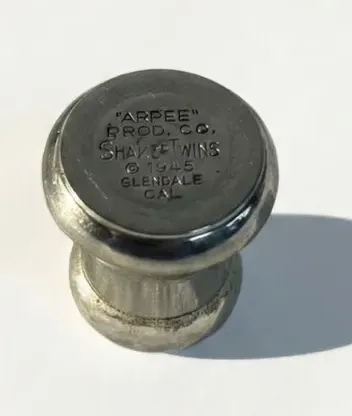 "ARPEE"
PROD. CO.
SHAKE-TWINS
© 1945
GLENDALE
CAL.